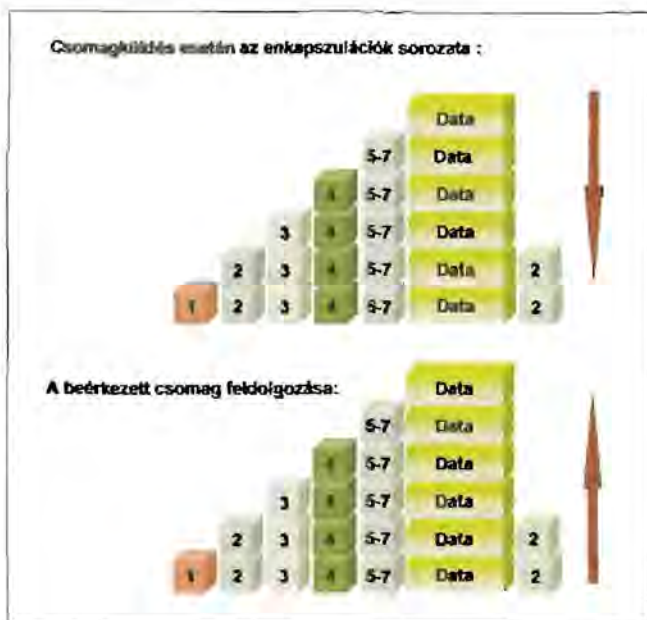 Csomagküldés esetén az enkapszulációk sorozata :
Data
5-7 Data
4 5-7 Data
3 4 5-7 Data
2 3 4 5-7 Data 2
1 2 3 4 5-7 Data 2
A beérkezett csomag feldolgozása:
Data
5-7 Data
4 5-7 Data
3 4 5-7 Data
2 3 4 5-7 Data 2
1 2 3 4 5-7 Data 2